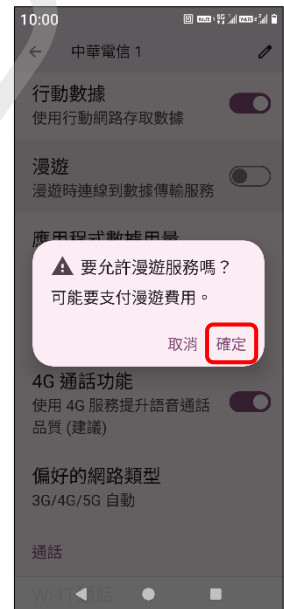 10:00
中華電信 1
行動數據
使用行動網路存取數據
漫遊
漫遊時連線到數據傳輸服務
應用程式數據用量
要允許漫遊服務嗎？
可能要支付漫遊費用。
取消 確定
4G 通話功能
使用 4G 服務提升語音通話
品質 (建議)
偏好的網路類型
3G/4G/5G 自動
通話
Wi-Fi 通話